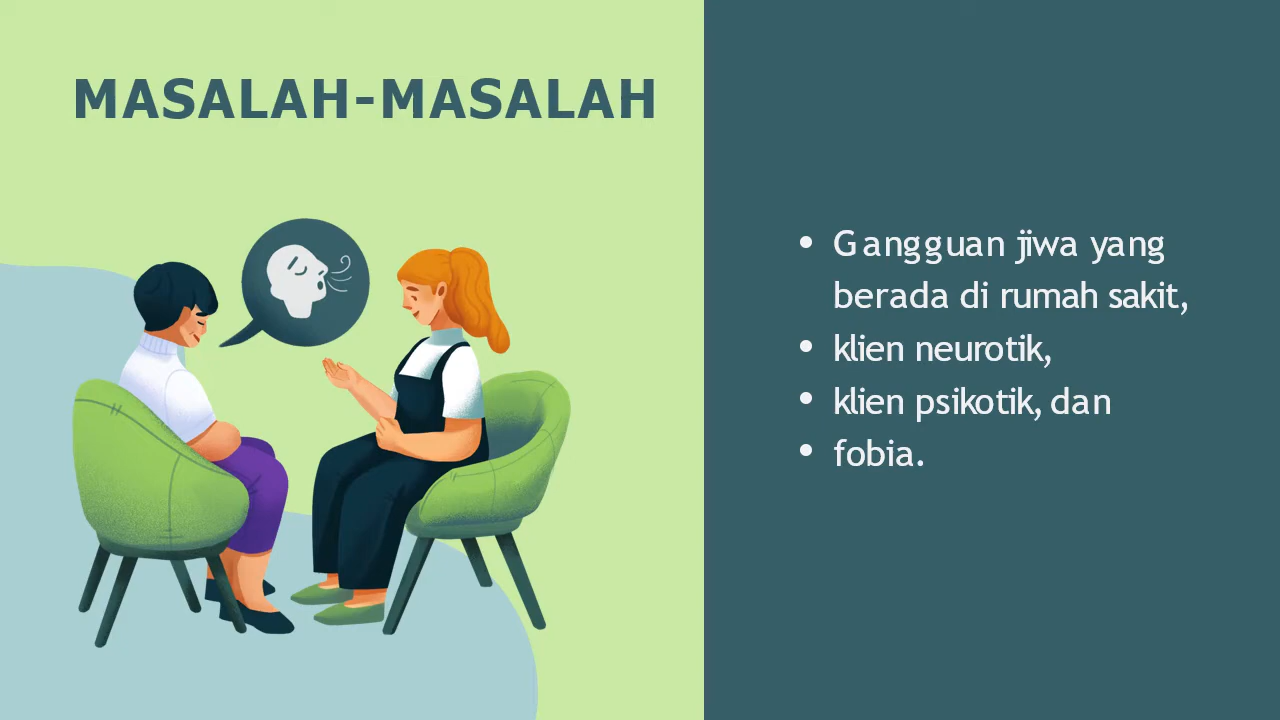 MASALAH-MASALAH
• Gangguan jiwa yang
berada di rumah sakit,
• klien neurotik,
• klien psikotik, dan
• fobia.